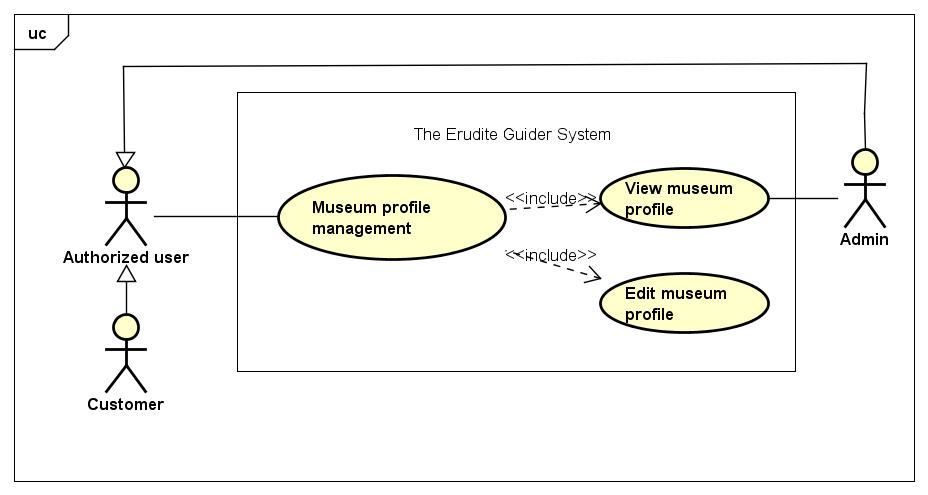 uc
The Erudite Guider System
Museum profile
management
<<include>>
View museum
profile
Authorized user
Admin
<<include>>
Edit museum
profile
Customer